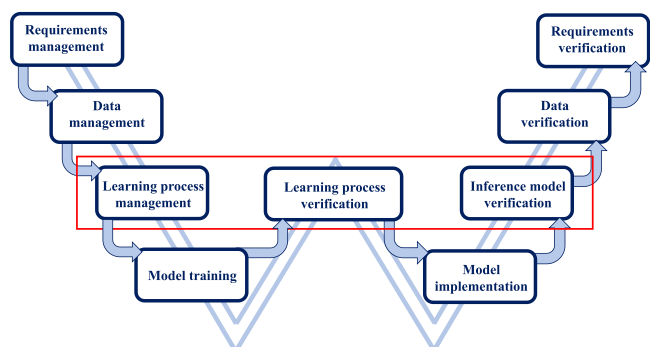 Requirements
management
Requirements
verification
Data
management
Data
verification
Learning process
management
Learning process
verification
Inference model
verification
Model training
Model
implementation